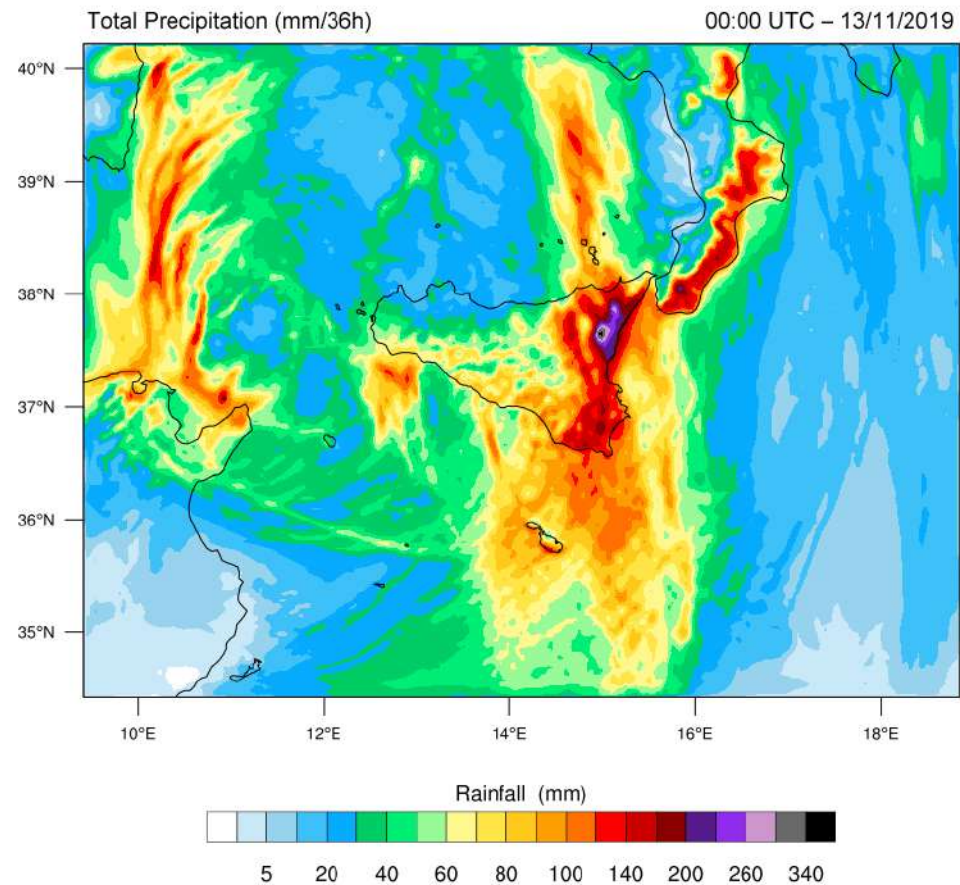 Total Precipitation (mm/36h) 00:00 UTC – 13/11/2019
40°N
39°N
38°N
37°N
36°N
35°N
10°E 12°E 14°E 16°E 18°E
Rainfall (mm)
5 20 40 60 80 100 140 200 260 340